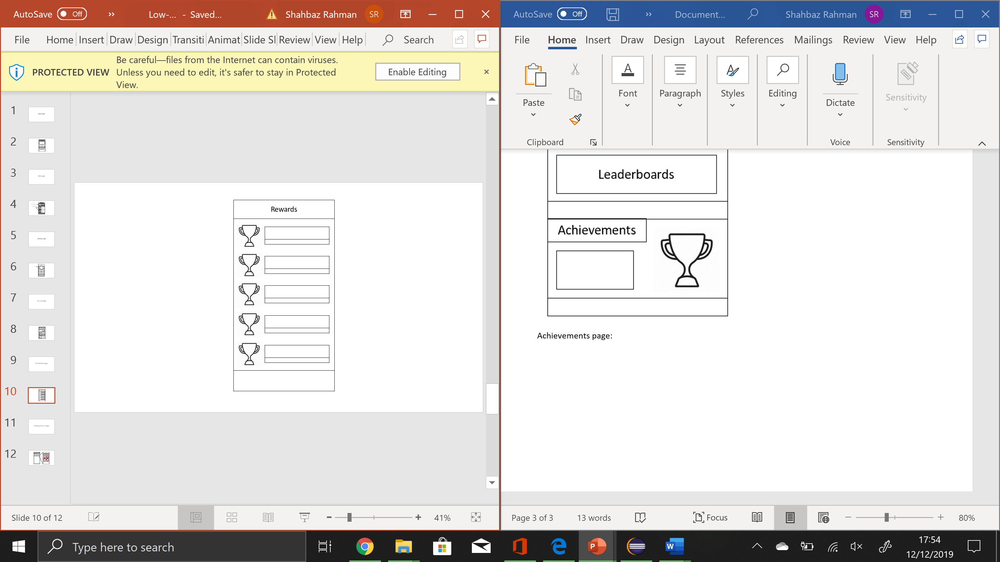 AutoSave Off Low-... - Saved... Shahbaz Rahman SR
File Home Insert Draw Design Transiti Animat Slide Sl Review View Help Search
PROTECTED VIEW
Be careful—files from the Internet can contain viruses.
Unless you need to edit, it's safer to stay in Protected
View.
Enable Editing
1
2
3
4
5
6
7
8
9
10
11
12
Rewards
Slide 10 of 12
41%
AutoSave Off Document... Shahbaz Rahman SR
File Home Insert Draw Design Layout References Mailings Review View Help
Paste
Clipboard
Font
Paragraph
Styles
Editing
Dictate
Voice
Sensitivity
Sensitivity
Leaderboards
Achievements
Achievements page:
Page 3 of 3
13 words
Focus
80%
Type here to search
P
W
17:54
12/12/2019